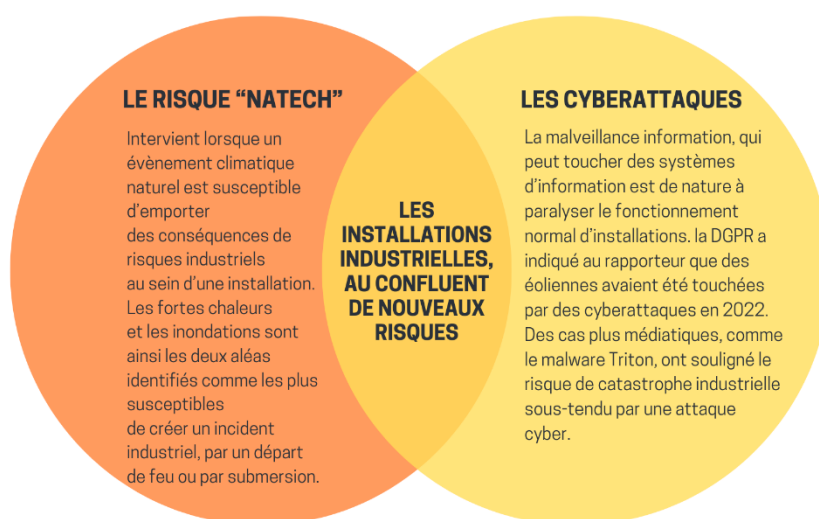 LE RISQUE “NATECH”
Intervient lorsque un
évènement climatique
naturel est susceptible
d’emporter
des conséquences de
risques industriels
au sein d’une installation.
Les fortes chaleurs
et les inondations sont
ainsi les deux aléas
identifiés comme les plus
susceptibles
de créer un incident
industriel, par un départ
de feu ou par submersion.
LES
INSTALLATIONS
INDUSTRIELLES,
AU CONFLUENT
DE NOUVEAUX
RISQUES
LES CYBERATTAQUES
La malveillance information, qui
peut toucher des systèmes
d’information est de nature à
paralyser le fonctionnement
normal d’installations. la DGPR a
indiqué au rapporteur que des
éoliennes avaient été touchées
par des cyberattaques en 2022.
Des cas plus médiatiques, comme
le malware Triton, ont souligné le
risque de catastrophe industrielle
sous-tendu par une attaque
cyber.